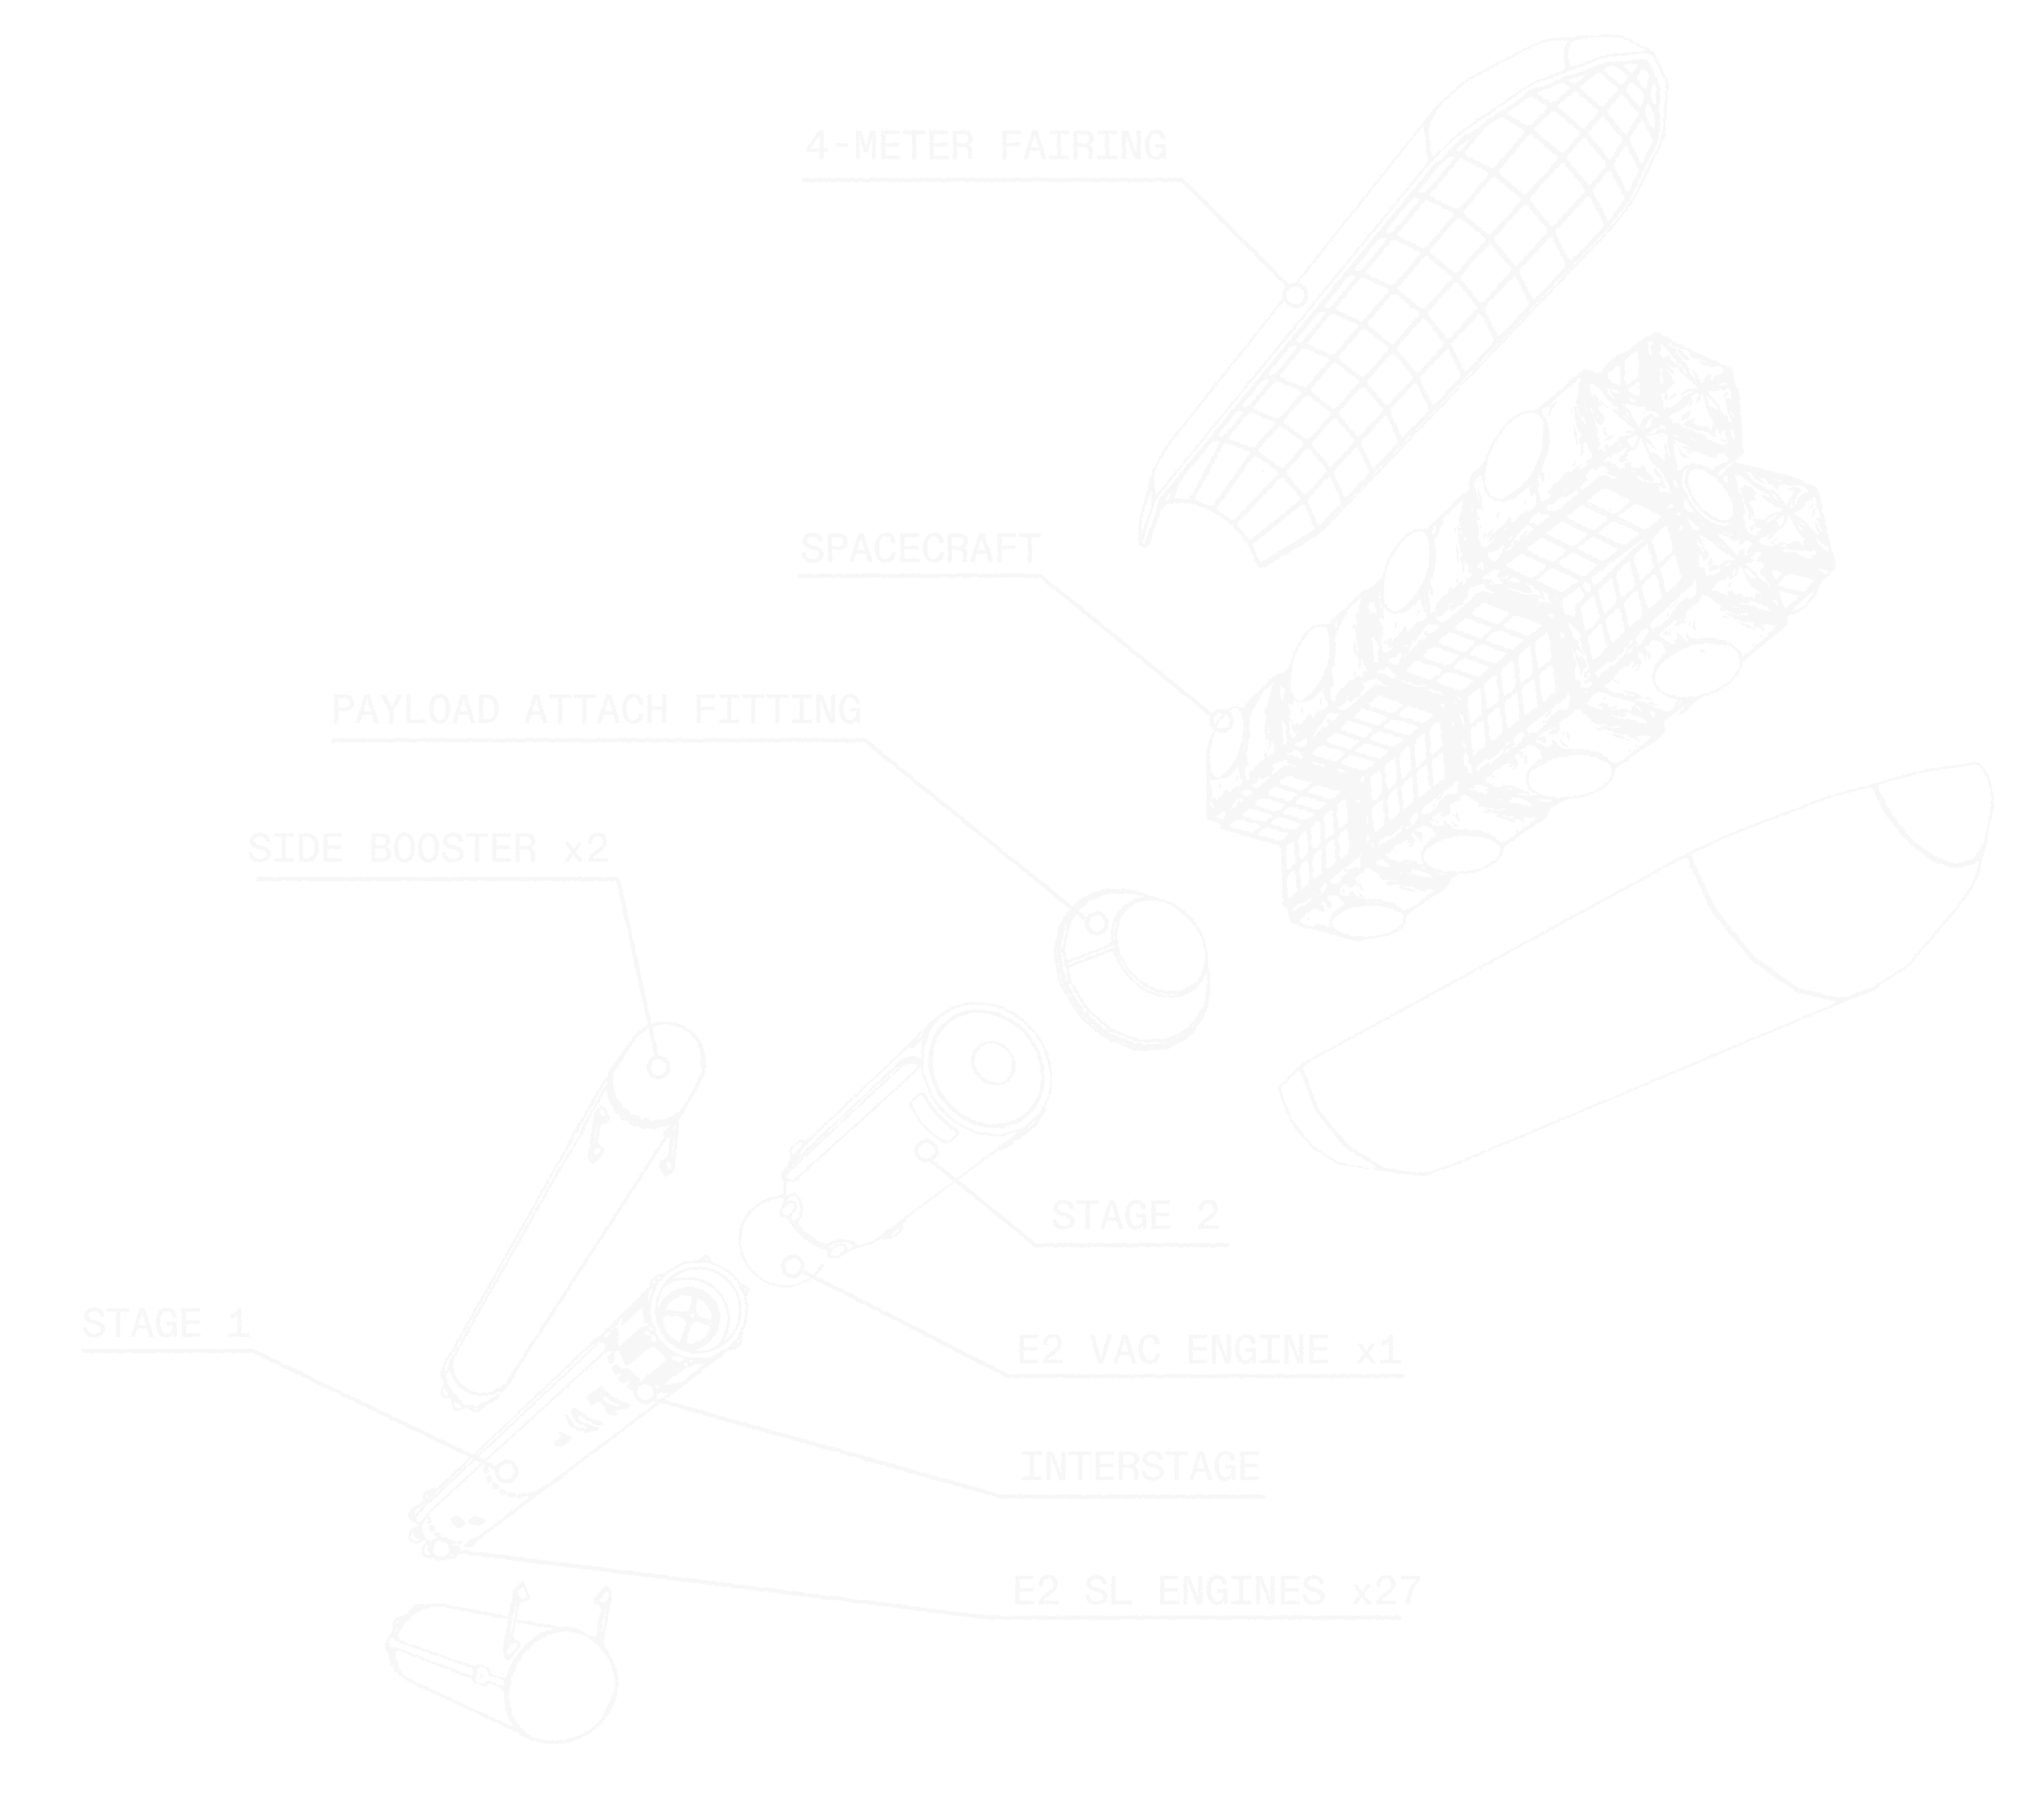 4-METER FAIRING
SPACECRAFT
PAYLOAD ATTACH FITTING
SIDE BOOSTER x2
STAGE 2
STAGE 1
E2 VAC ENGINE x1
INTERSTAGE
E2 SL ENGINES x27